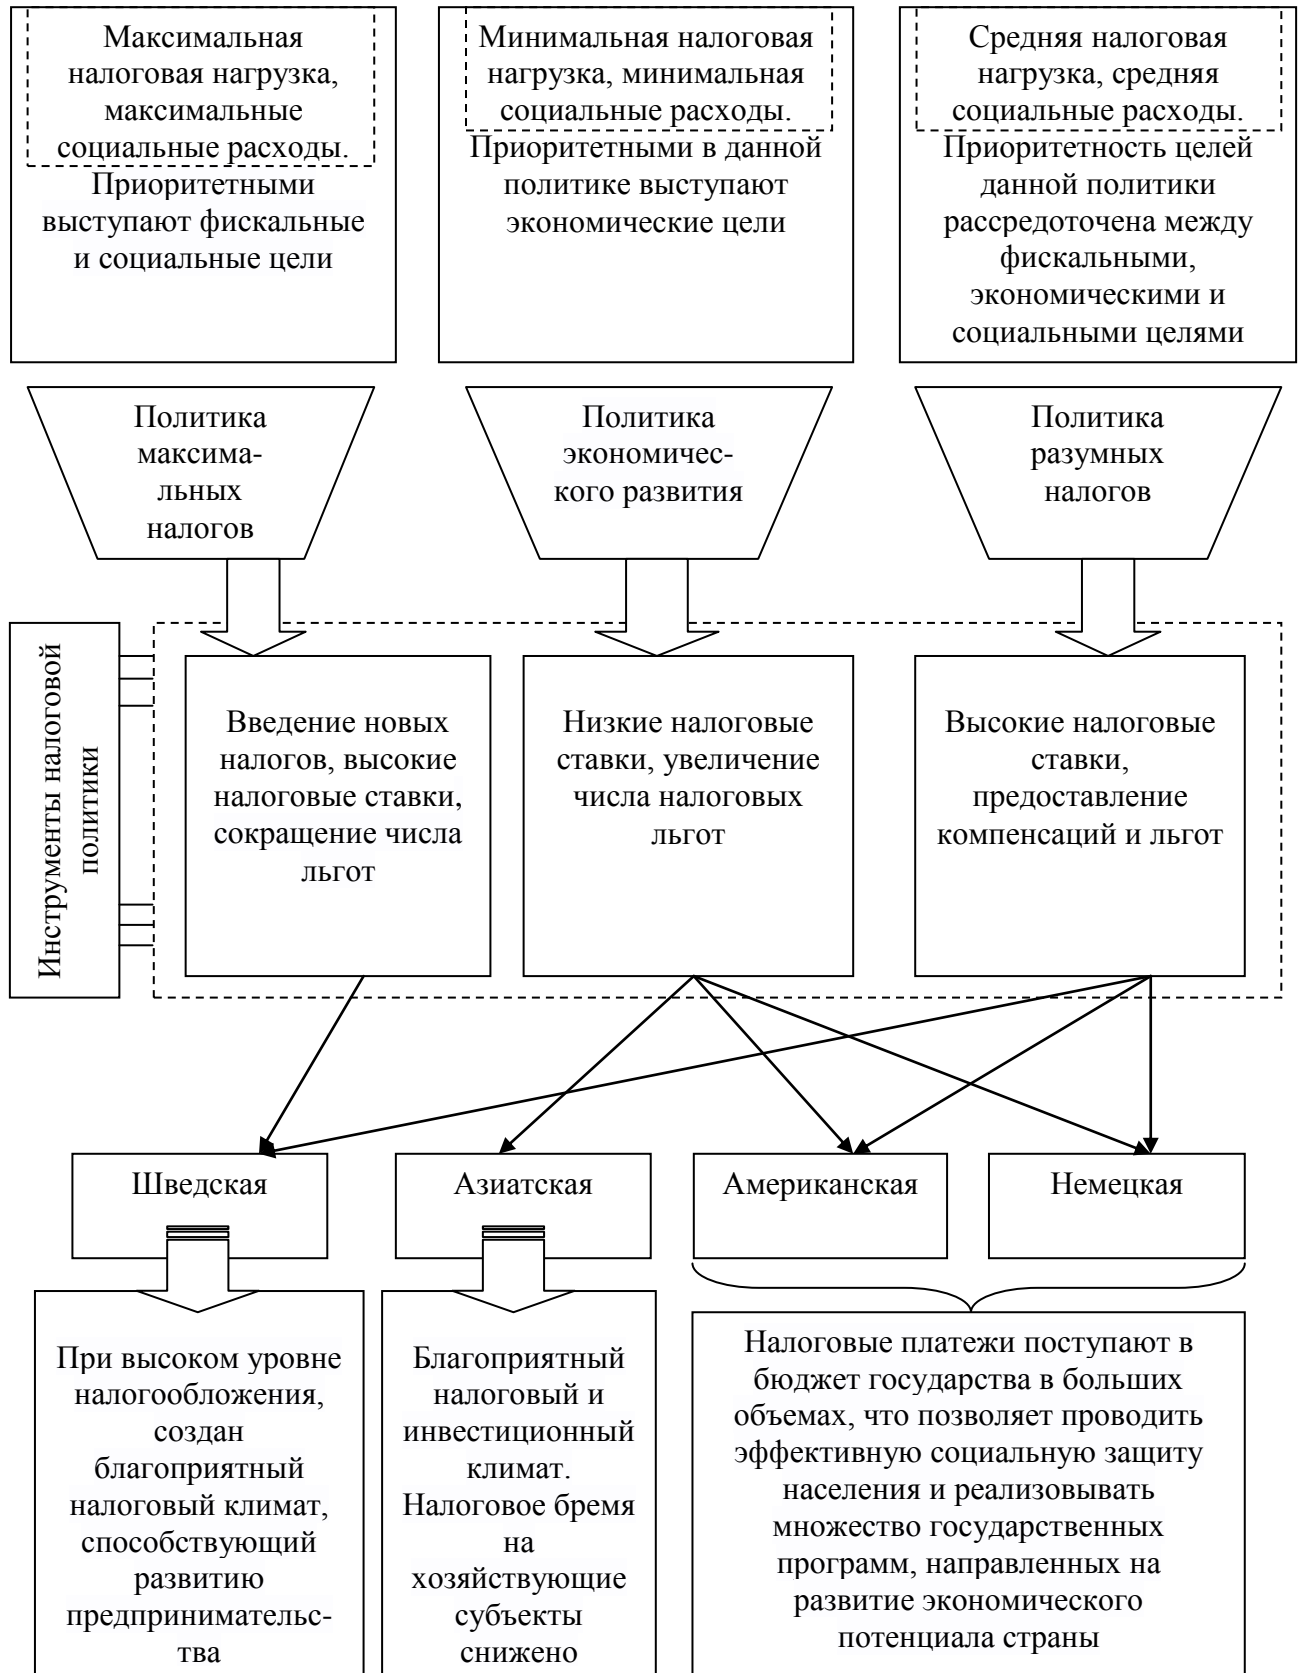 Максимальная
налоговая нагрузка,
максимальные
социальные расходы.
Приоритетными
выступают фискальные
и социальные цели
Минимальная налоговая
нагрузка, минимальная
социальные расходы.
Приоритетными в данной
политике выступают
экономические цели
Средняя налоговая
нагрузка, средняя
социальные расходы.
Приоритетность целей
данной политики
рассредоточена между
фискальными,
экономическими и
социальными целями
Политика
максима-
льных
налогов
Политика
экономичес-
кого развития
Политика
разумных
налогов
Инструменты налоговой
политики
Введение новых
налогов, высокие
налоговые ставки,
сокращение числа
льгот
Низкие налоговые
ставки, увеличение
числа налоговых
льгот
Высокие налоговые
ставки,
предоставление
компенсаций и льгот
Шведская
Азиатская
Американская
Немецкая
При высоком уровне
налогообложения,
создан
благоприятный
налоговый климат,
способствующий
развитию
предпринимательс-
тва
Благоприятный
налоговый и
инвестиционный
климат.
Налоговое бремя
на
хозяйствующие
субъекты
снижено
Налоговые платежи поступают в
бюджет государства в больших
объемах, что позволяет проводить
эффективную социальную защиту
населения и реализовывать
множество государственных
программ, направленных на
развитие экономического
потенциала страны